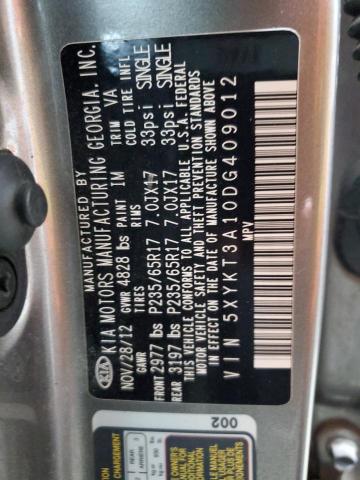 MANUFACTURED BY
KIA KIA MOTORS MANUFACTURING GEORGIA, INC.
NOV/28/12 PAINT IM TRIM VA
GVWR 4828 lbs
GAWR TIRES RIMS COLD TIRE INFL
FRONT 2977 lbs P235/65R17 7.0JX17 33psi SINGLE
REAR 3197 lbs P235/65R17 7.0JX17 33psi SINGLE
THIS VEHICLE CONFORMS TO ALL APPLICABLE U.S.A. FEDERAL
MOTOR VEHICLE SAFETY AND THEFT PREVENTION STANDARDS
IN EFFECT ON THE DATE OF MANUFACTURE SHOWN ABOVE
VIN 5XYKT3A10DG409012
MPV
CHARGEMENT
002